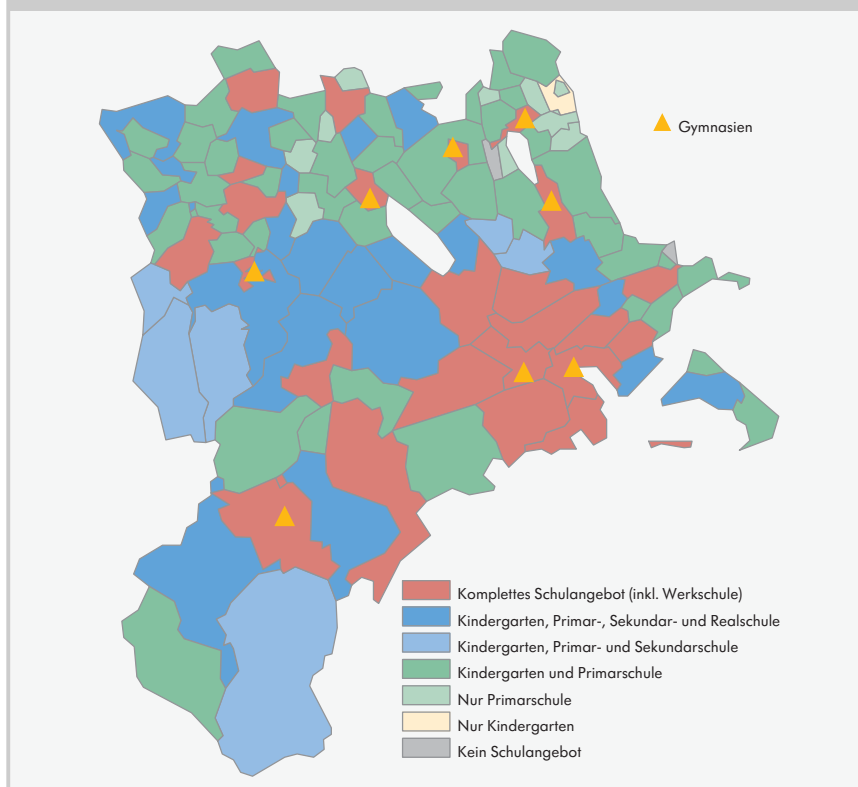 Gymnasien
Komplettes Schulangebot (inkl. Werkschule)
Kindergarten, Primar-, Sekundar- und Realschule
Kindergarten, Primar- und Sekundarschule
Kindergarten und Primarschule
Nur Primarschule
Nur Kindergarten
Kein Schulangebot